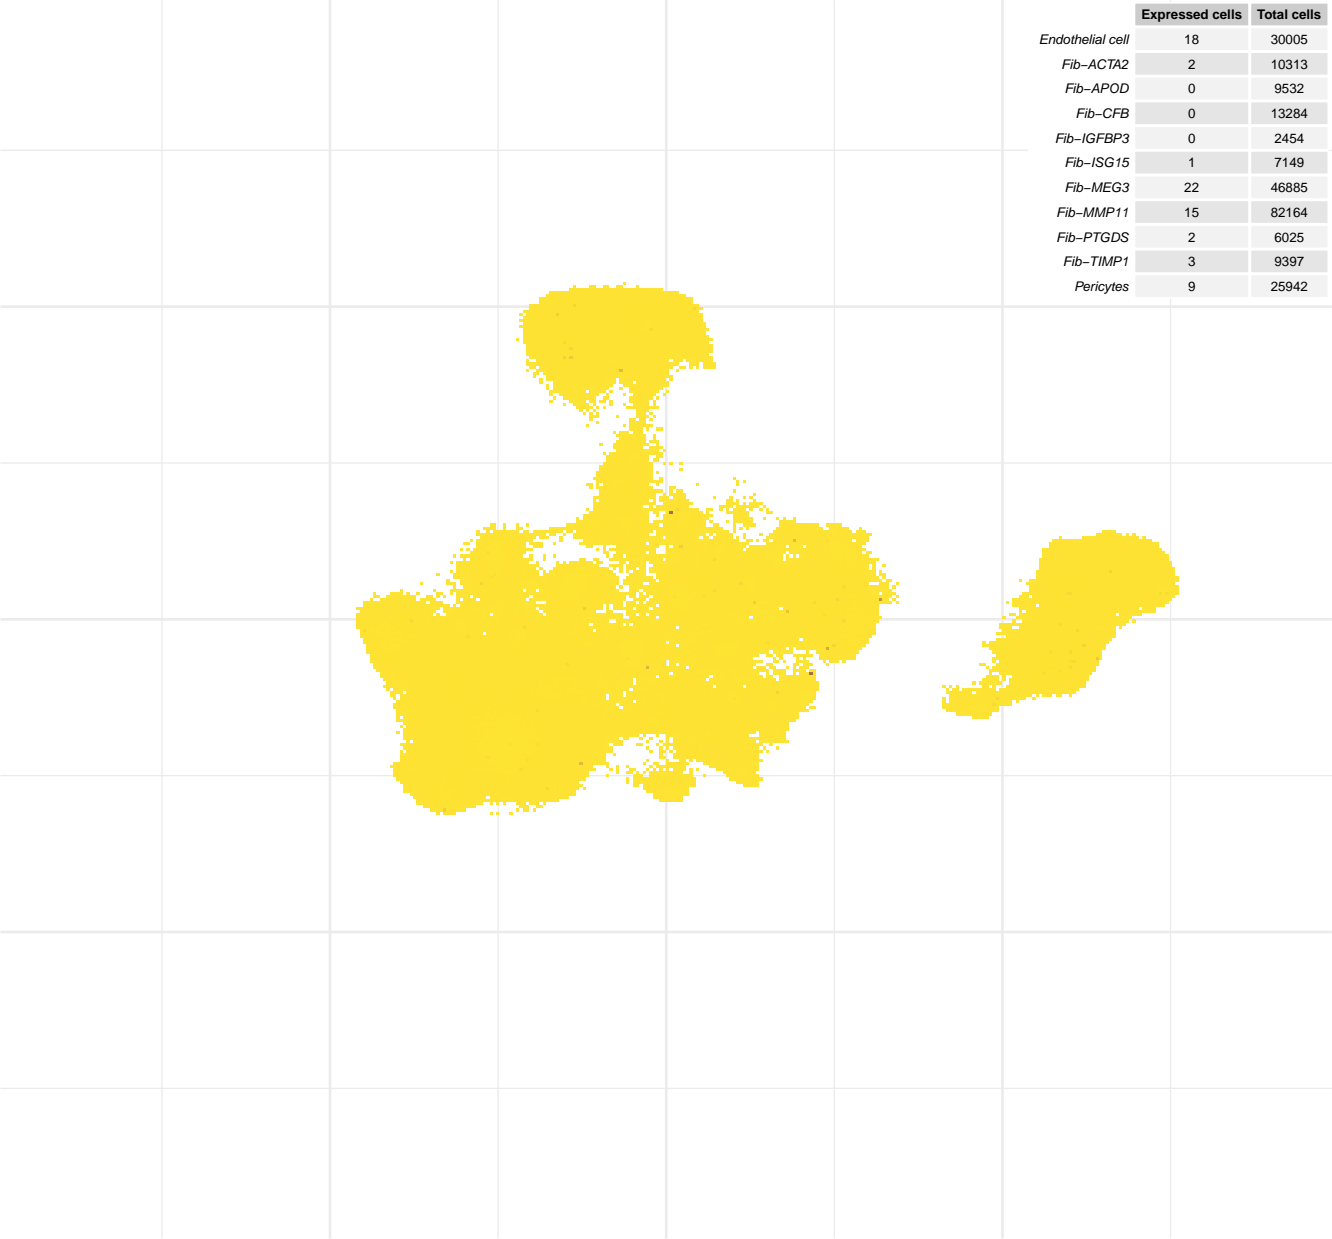 Expressed cells Total cells
Endothelial cell 18 30005
Fib−ACTA2 2 10313
Fib−APOD 0 9532
Fib−CFB 0 13284
Fib−IGFBP3 0 2454
Fib−ISG15 1 7149
Fib−MEG3 22 46885
Fib−MMP11 15 82164
Fib−PTGDS 2 6025
Fib−TIMP1 3 9397
Pericytes 9 25942